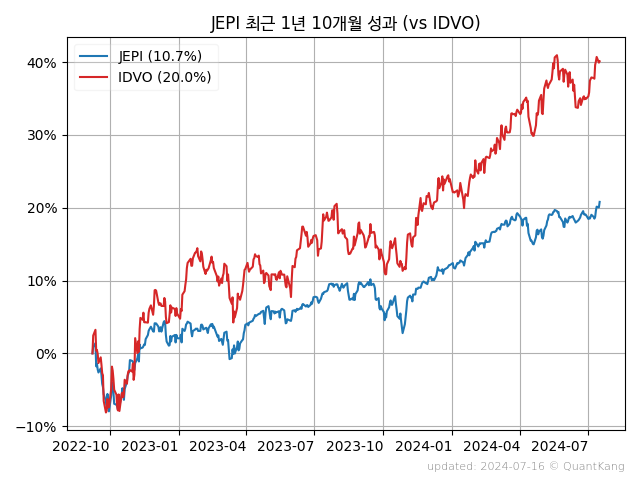 JEPI 최근 1년 10개월 성과 (vs IDVO)
JEPI (10.7%)
IDVO (20.0%)
40%
30%
20%
10%
0%
−10%
2022-10 2023-01 2023-04 2023-07 2023-10 2024-01 2024-04 2024-07
updated: 2024-07-16 © QuantKang